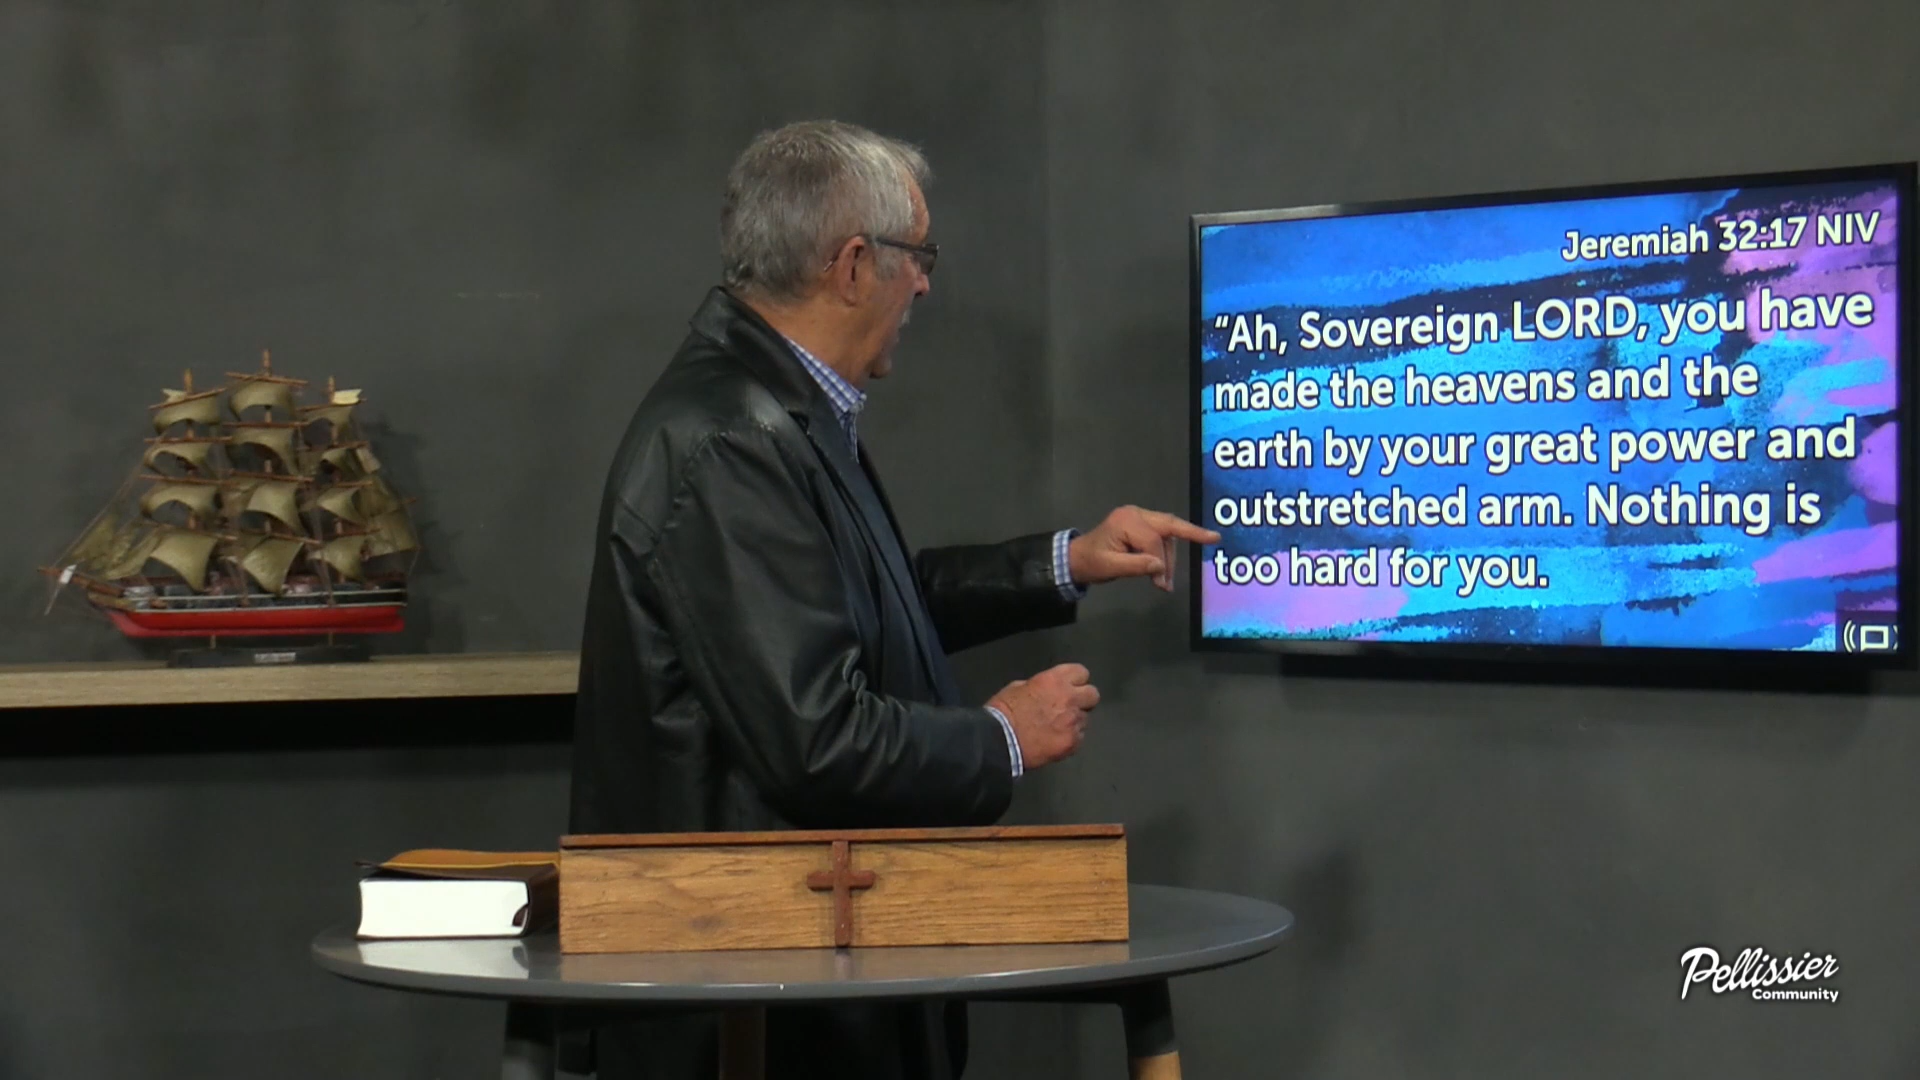 Jeremiah 32:17 NIV
“Ah, Sovereign LORD, you have
made the heavens and the
earth by your great power and
outstretched arm. Nothing is
too hard for you.
Pellissier
Community